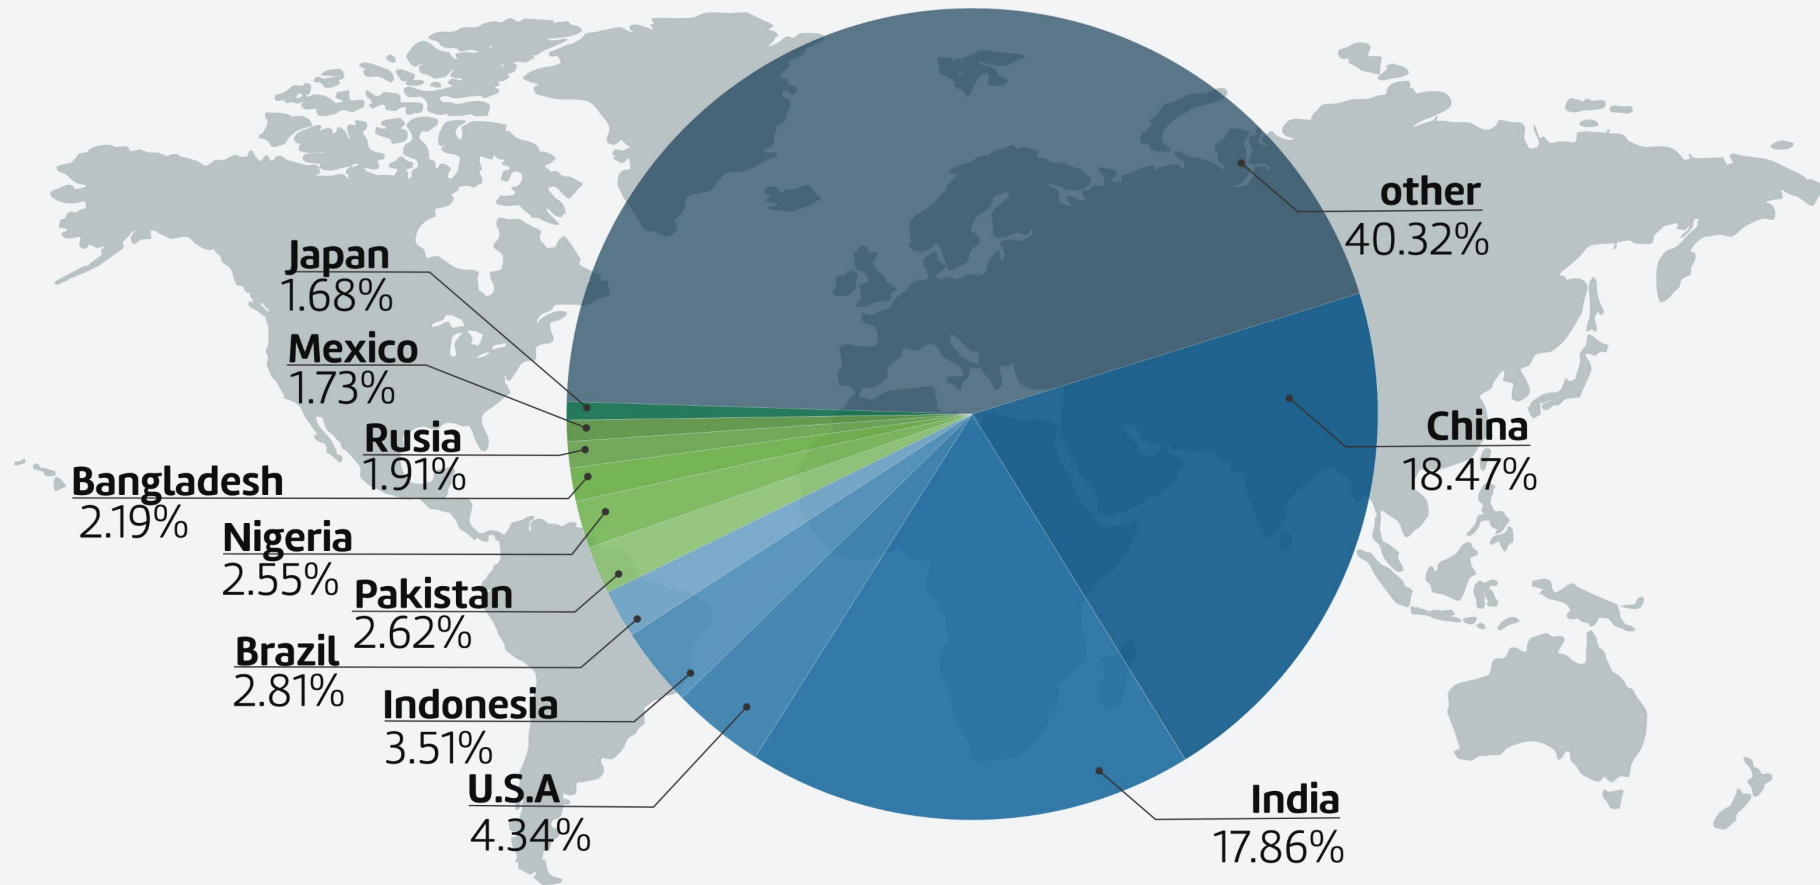 other
40.32%
Japan
1.68%
Mexico
1.73%
Rusia
1.91%
China
18.47%
Bangladesh
2.19%
Nigeria
2.55%
Pakistan
2.62%
Brazil
2.81%
Indonesia
3.51%
U.S.A
4.34%
India
17.86%